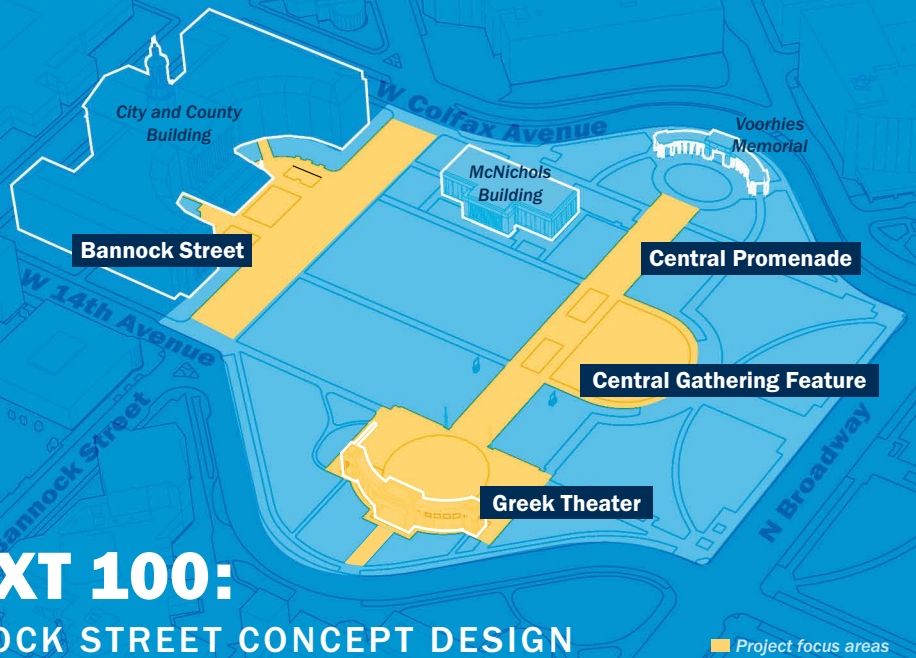 City and County
Building
W Colfax Avenue
Voorhies
Memorial
McNichols
Building
Bannock Street
Central Promenade
W 14th Avenue
Central Gathering Feature
Bannock Street
N Broadway
Greek Theater
XT 100:
OCK STREET CONCEPT DESIGN
Project focus areas